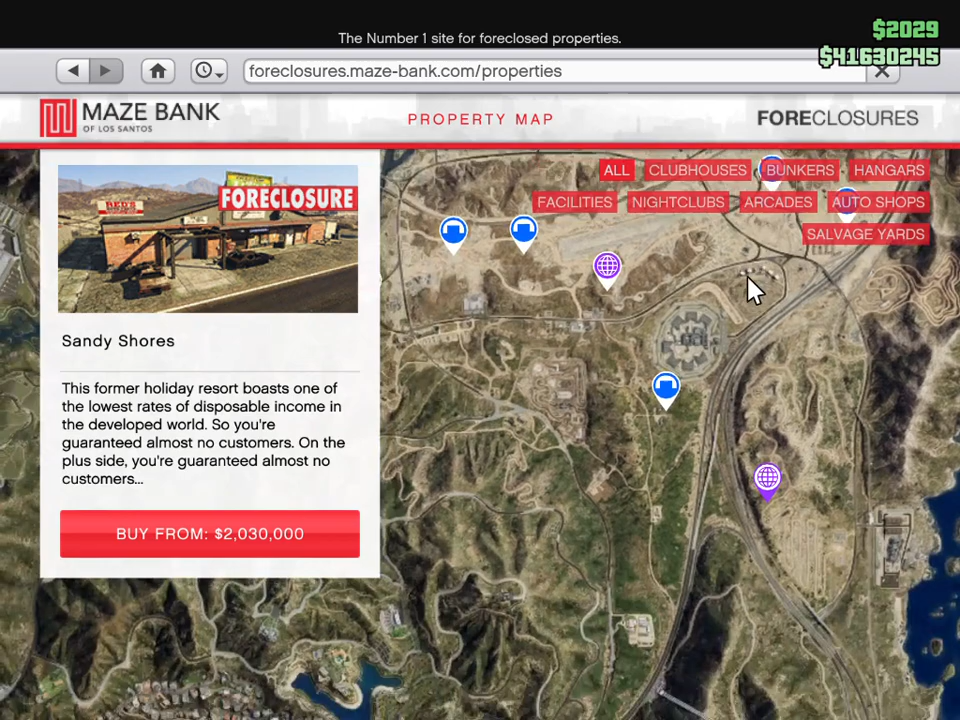 The Number 1 site for foreclosed properties.
$2029
$41630245
foreclosures.maze-bank.com/properties
MAZE BANK
OF LOS SANTOS
PROPERTY MAP
FORECLOSURES
ALL CLUBHOUSES BUNKERS HANGARS
FACILITIES NIGHTCLUBS ARCADES AUTO SHOPS
SALVAGE YARDS
FORECLOSURE
Sandy Shores
This former holiday resort boasts one of
the lowest rates of disposable income in
the developed world. So you're
guaranteed almost no customers. On the
plus side, you're guaranteed almost no
customers...
BUY FROM: $2,030,000